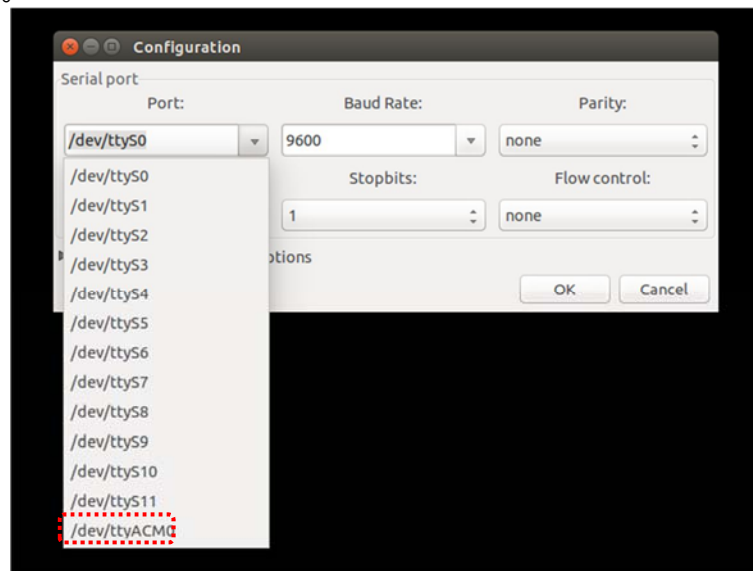 Configuration
Serial port
Port: Baud Rate: Parity:
/dev/ttyS0 9600 none
/dev/ttyS0
Stopbits: Flow control:
/dev/ttyS1
1 none
/dev/ttyS2
/dev/ttyS3
/dev/ttyS4
OK Cancel
/dev/ttyS5
/dev/ttyS6
/dev/ttyS7
/dev/ttyS8
/dev/ttyS9
/dev/ttyS10
/dev/ttyS11
/dev/ttyACM0